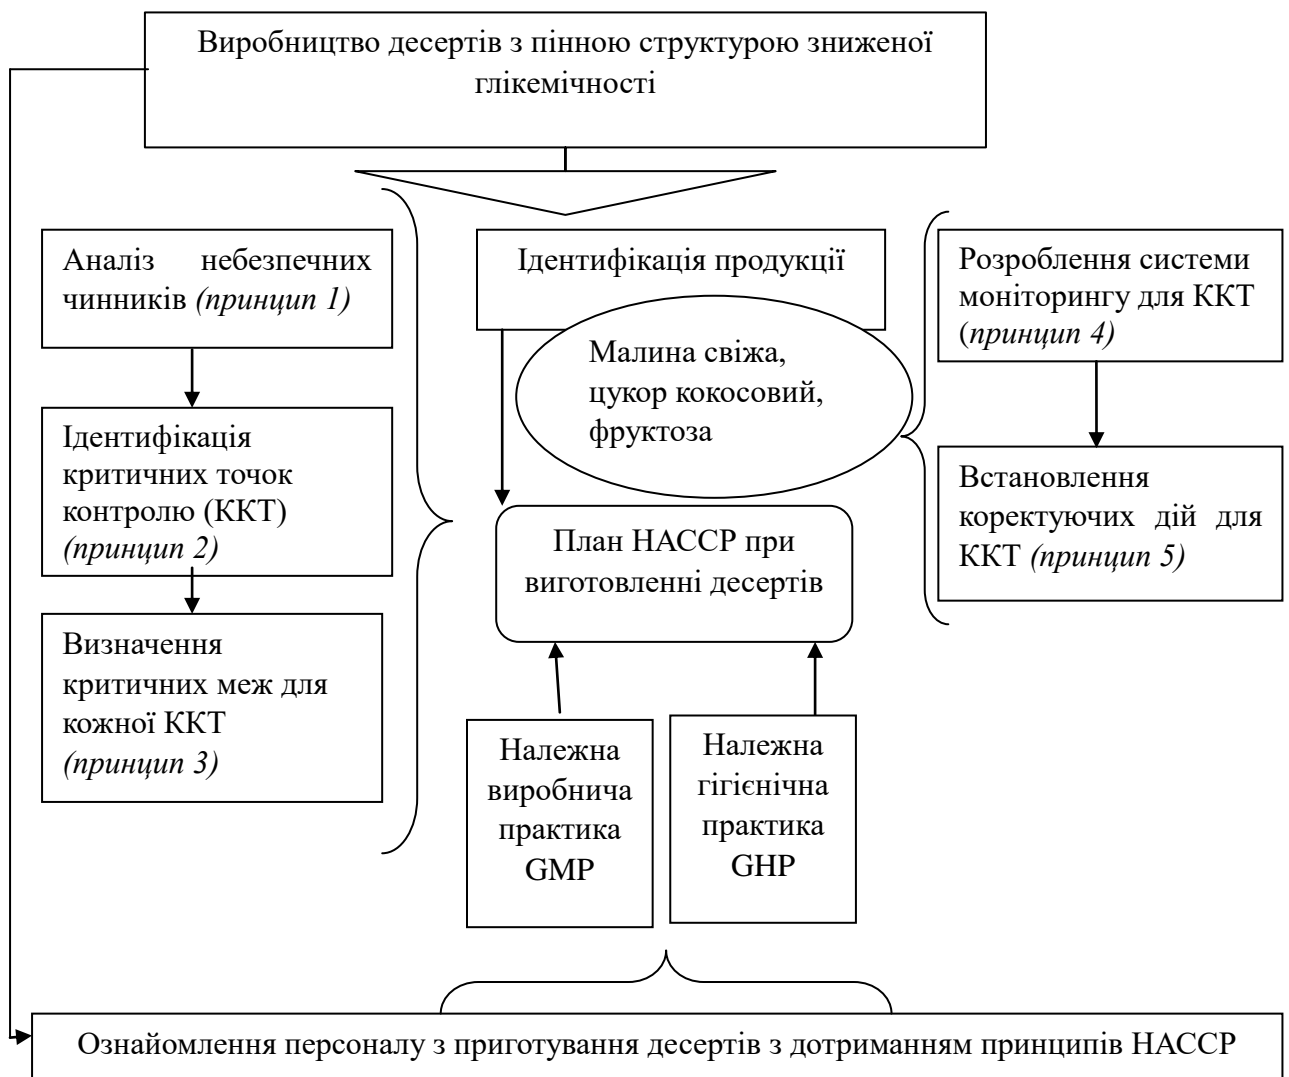 Виробництво десертів з пінною структурою зниженої
глікемічності
Аналіз небезпечних
чинників (принцип 1)
Ідентифікація
критичних точок
контролю (ККТ)
(принцип 2)
Визначення
критичних меж для
кожної ККТ
(принцип 3)
Ідентифікація продукції
Малина свіжа,
цукор кокосовий,
фруктоза
План НАССР при
виготовленні десертів
Належна
виробнича
практика
GMP
Належна
гігієнічна
практика
GHP
Розроблення системи
моніторингу для ККТ
(принцип 4)
Встановлення
коректуючих дій для
ККТ (принцип 5)
Ознайомлення персоналу з приготування десертів з дотриманням принципів НАССР